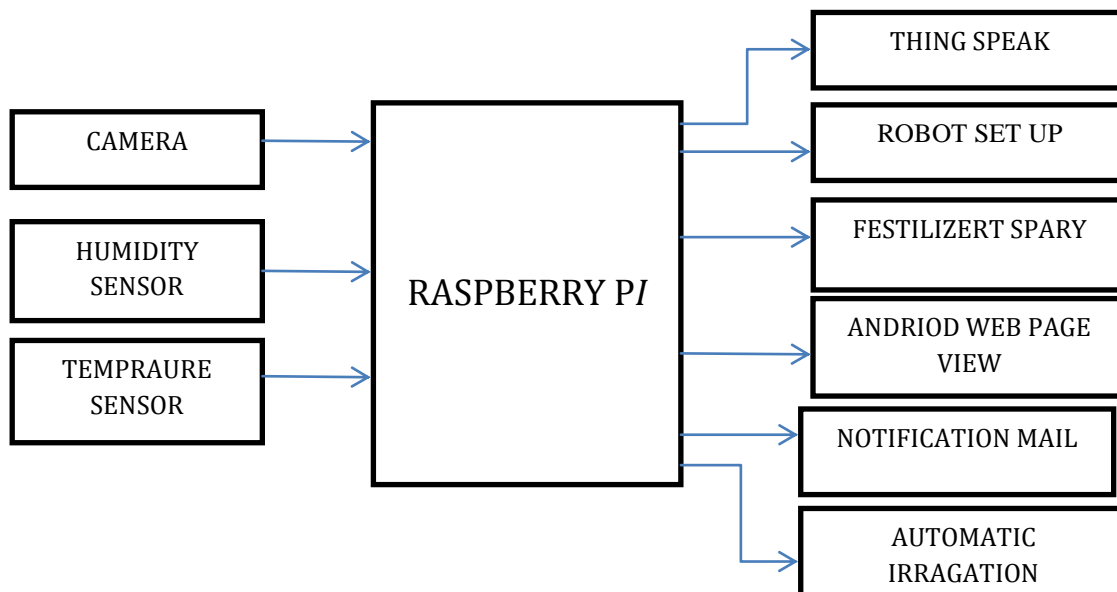 CAMERA
HUMIDITY
SENSOR
TEMPRAURE
SENSOR
RASPBERRY PI
THING SPEAK
ROBOT SET UP
FESTILIZERT SPARY
ANDRIOD WEB PAGE
VIEW
NOTIFICATION MAIL
AUTOMATIC
IRRAGATION